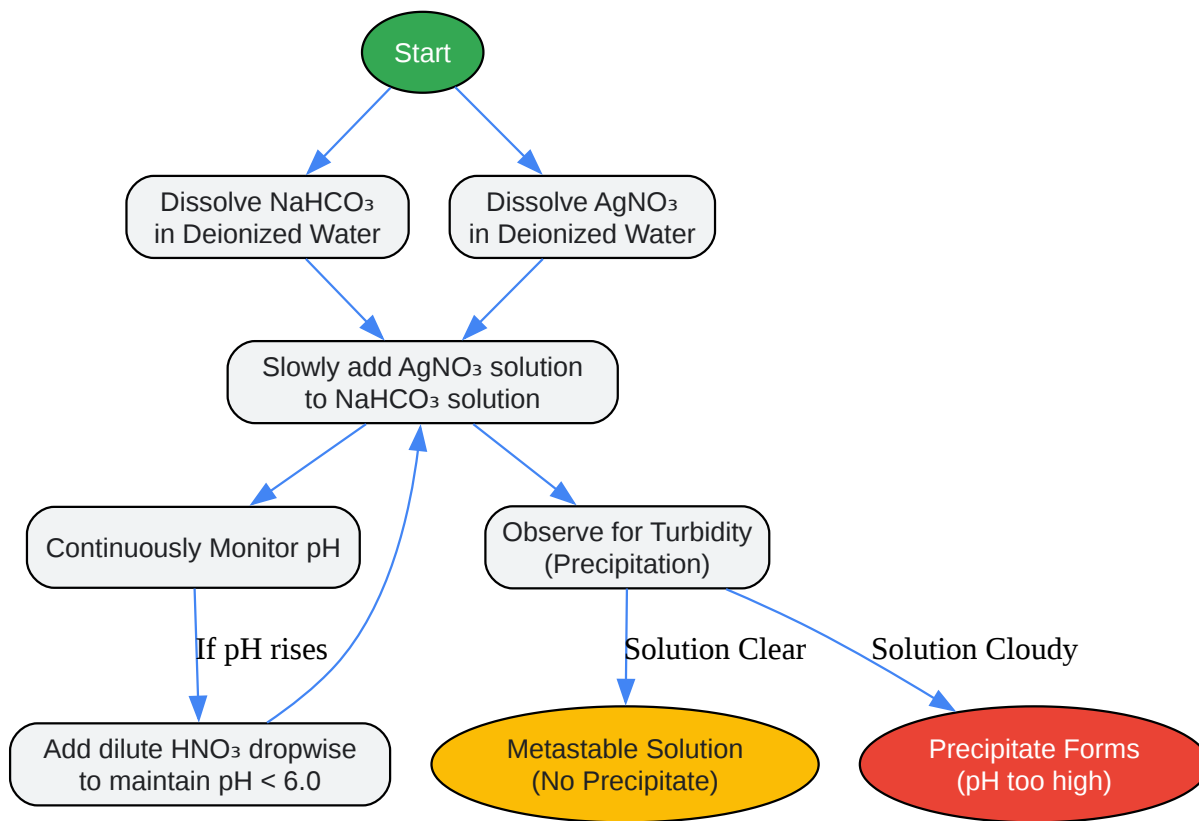 Start
Dissolve NaHCO₃
in Deionized Water
Dissolve AgNO₃
in Deionized Water
Slowly add AgNO₃ solution
to NaHCO₃ solution
Continuously Monitor pH
Observe for Turbidity
(Precipitation)
If pH rises
Solution Clear
Solution Cloudy
Add dilute HNO₃ dropwise
to maintain pH < 6.0
Metastable Solution
(No Precipitate)
Precipitate Forms
(pH too high)